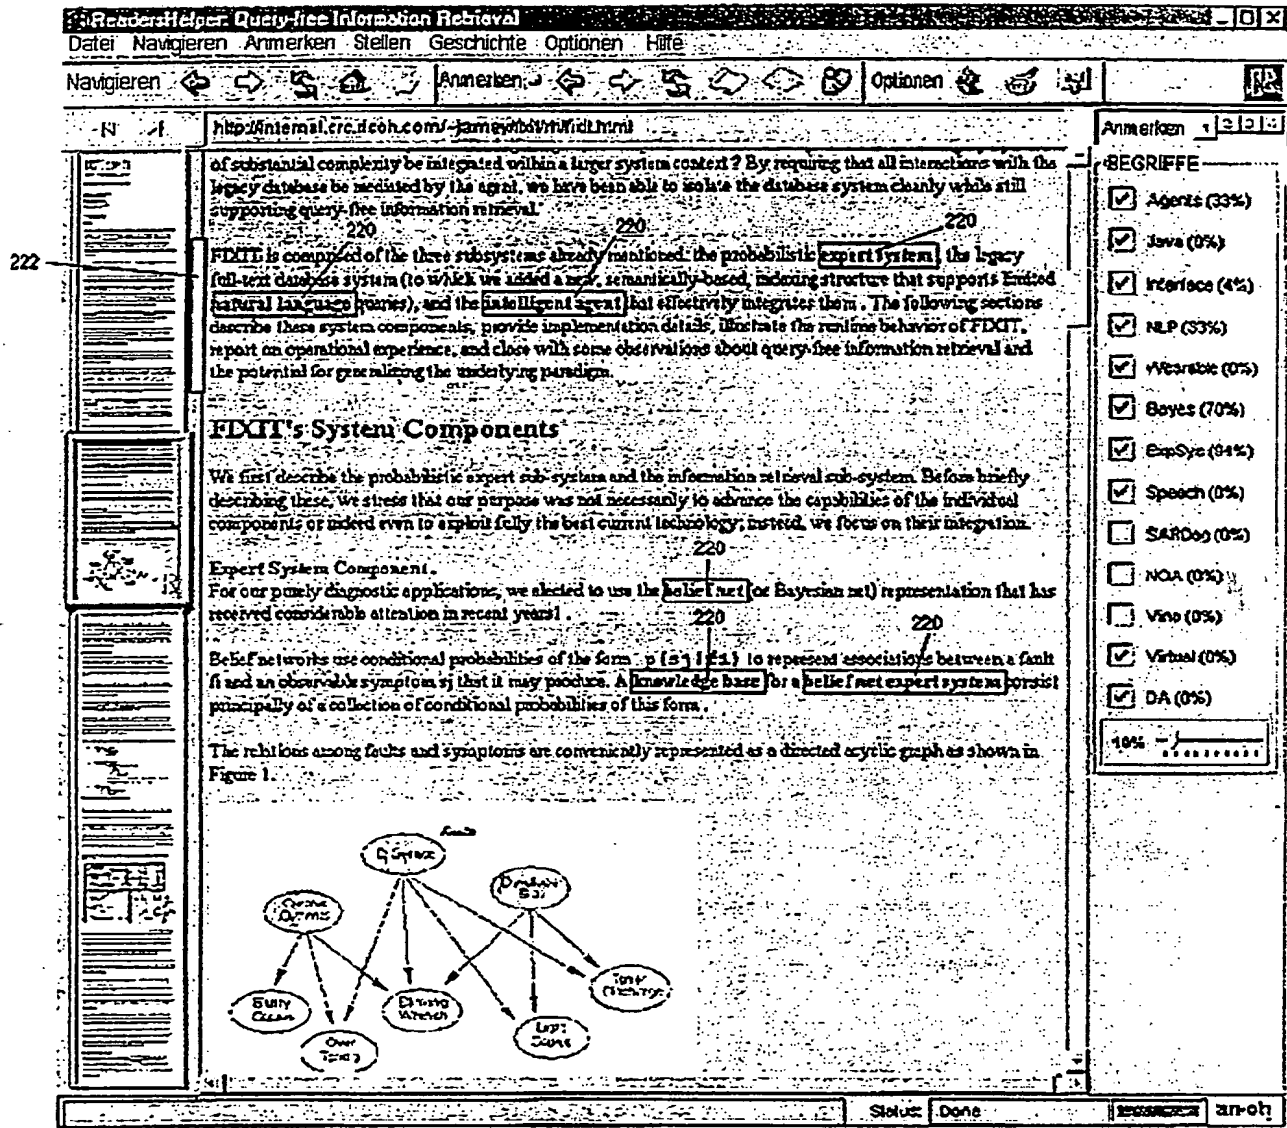 ReadersHelper: Query-free Information Retrieval
Datei Navigieren Anmerken Stellen Geschichte Optionen Hilfe
Navigieren Anmerken Optionen
Anmerken
of substantial complexity be integrated within a larger system context? By requiring that all interactions with the
legacy database be mediated by the agent, we have been able to isolate the database system cleanly while still
supporting query-free information retrieval.
220 220 220
222
FIXIT is composed of the three subsystems already mentioned: the probabilistic expert system, the legacy
full-text database system (to which we added a new, semantically-based, indexing structure that supports limited
natural language queries), and the intelligent agent that effectively integrates them. The following sections
describe these system components, provide implementation details, illustrate the runtime behavior of FIXIT,
report on operational experience, and close with some observations about query-free information retrieval and
the potential for generalizing the underlying paradigm.
FIXIT's System Components
We first describe the probabilistic expert sub-system and the information retrieval sub-system. Before briefly
describing these, we stress that our purpose was not necessarily to advance the capabilities of the individual
components or indeed even to exploit fully the best current technology; instead, we focus on their integration.
220
Expert System Component.
For our purely diagnostic applications, we elected to use the belief net (or Bayesian net) representation that has
received considerable attention in recent years1.
220 220
Belief networks use conditional probabilities of the form p(sj|fi) to represent associations between a fault
fi and an observable symptom sj that it may produce. A knowledge base for a belief net expert system consist
principally of a collection of conditional probabilities of this form.
The relations among faults and symptoms are conveniently represented as a directed acyclic graph as shown in
Figure 1.
Faults
Over
Light
BEGRIFFE
Agents (33%)
Java (0%)
Interface (4%)
NLP (33%)
Wearable (0%)
Bayes (70%)
ExpSys (94%)
Speech (0%)
SARDog (0%)
NOA (0%)
Vino (0%)
Virtual (0%)
DA (0%)
10%
Status: Done